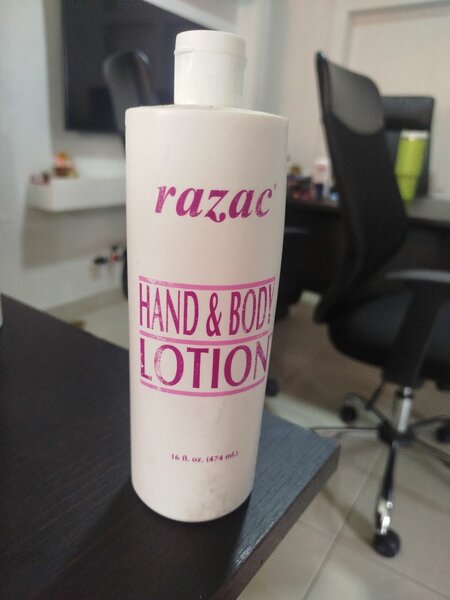 razac®
HAND & BODY
LOTION
16 fl. oz. (474 ml.)